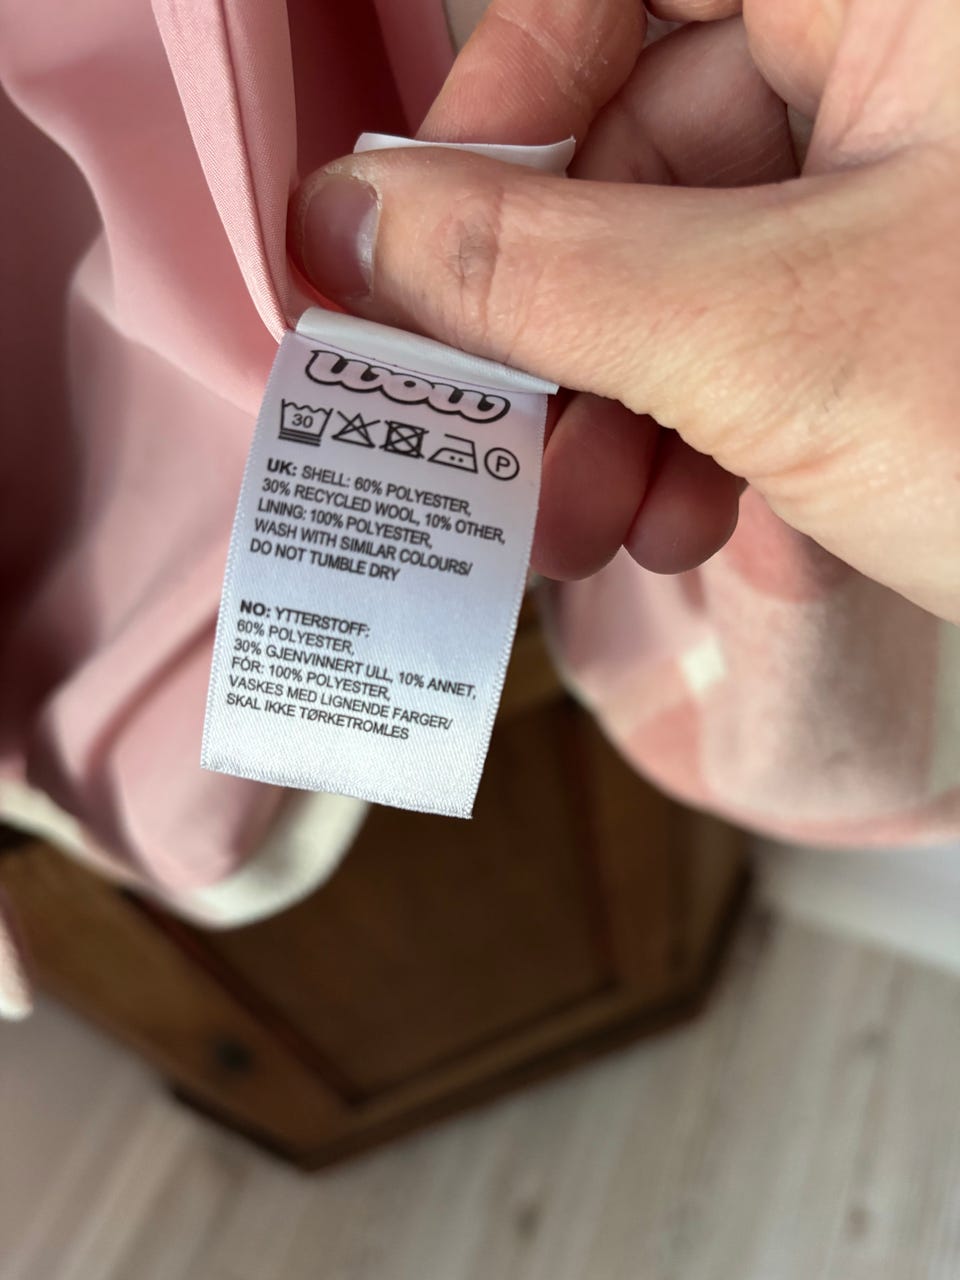 wow
30 P
UK: SHELL: 60% POLYESTER,
30% RECYCLED WOOL, 10% OTHER,
LINING: 100% POLYESTER,
WASH WITH SIMILAR COLOURS/
DO NOT TUMBLE DRY
NO: YTTERSTOFF:
60% POLYESTER,
30% GJENVINNERT ULL, 10% ANNET,
FÓR: 100% POLYESTER,
VASKES MED LIGNENDE FARGER/
SKAL IKKE TØRKETROMLES